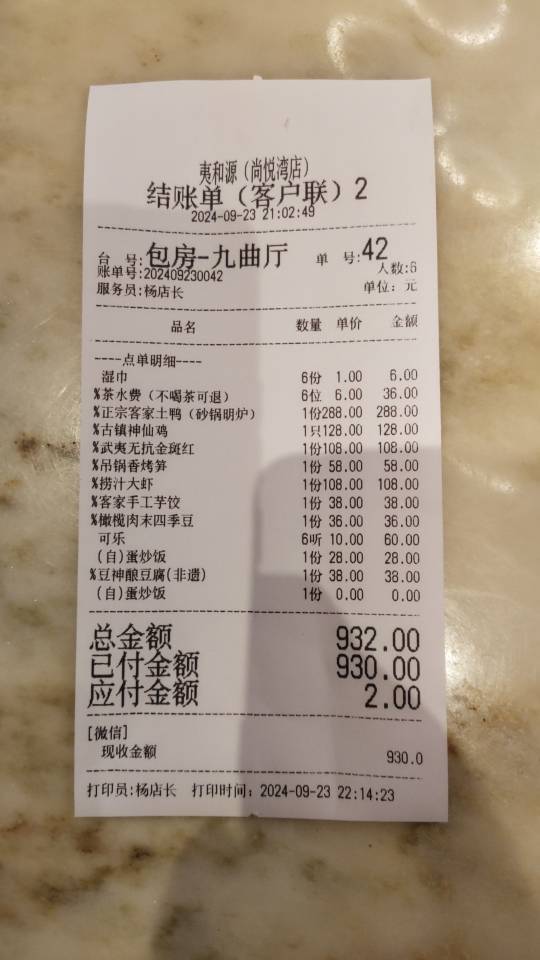 夷和源（尚悦湾店）
结账单（客户联）2
2024-09-23 21:02:49
台 号:包房-九曲厅 单 号:42
账单号:202409230042 人数:6
服务员:杨店长 单位：元
品名 数量 单价 金额
----点单明细----
湿巾 6份 1.00 6.00
%茶水费（不喝茶可退） 6位 6.00 36.00
%正宗客家土鸭（砂锅明炉） 1份288.00 288.00
%古镇神仙鸡 1只128.00 128.00
%武夷无抗金斑红 1份108.00 108.00
%吊锅香烤笋 1份 58.00 58.00
%捞汁大虾 1份108.00 108.00
%客家手工芋饺 1份 38.00 38.00
%橄榄肉末四季豆 1份 36.00 36.00
可乐 6听 10.00 60.00
(自)蛋炒饭 1份 28.00 28.00
%豆神酿豆腐(非遗) 1份 38.00 38.00
(自)蛋炒饭 1份 0.00 0.00
总金额 932.00
已付金额 930.00
应付金额 2.00
[微信]
现收金额 930.0
打印员:杨店长 打印时间：2024-09-23 22:14:23